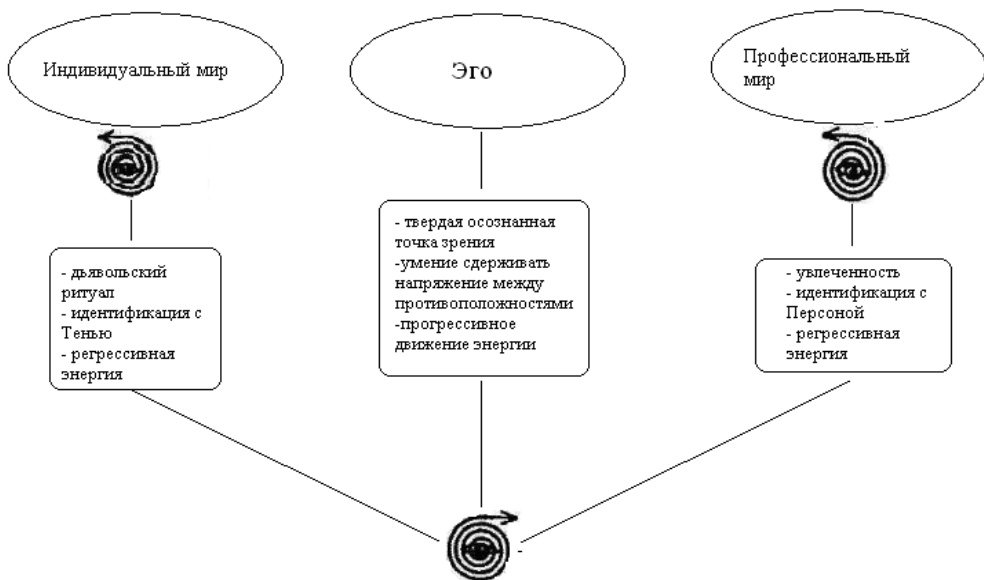 Индивидуальный мир
Эго
Профессиональный
мир
- дьявольский
ритуал
- идентификация с
Тенью
- регрессивная
энергия
- твердая осознанная
точка зрения
-умение сдерживать
напряжение между
противоположностями
-прогрессивное
движение энергии
- увлеченность
- идентификация с
Персоной
- регрессивная
энергия
-